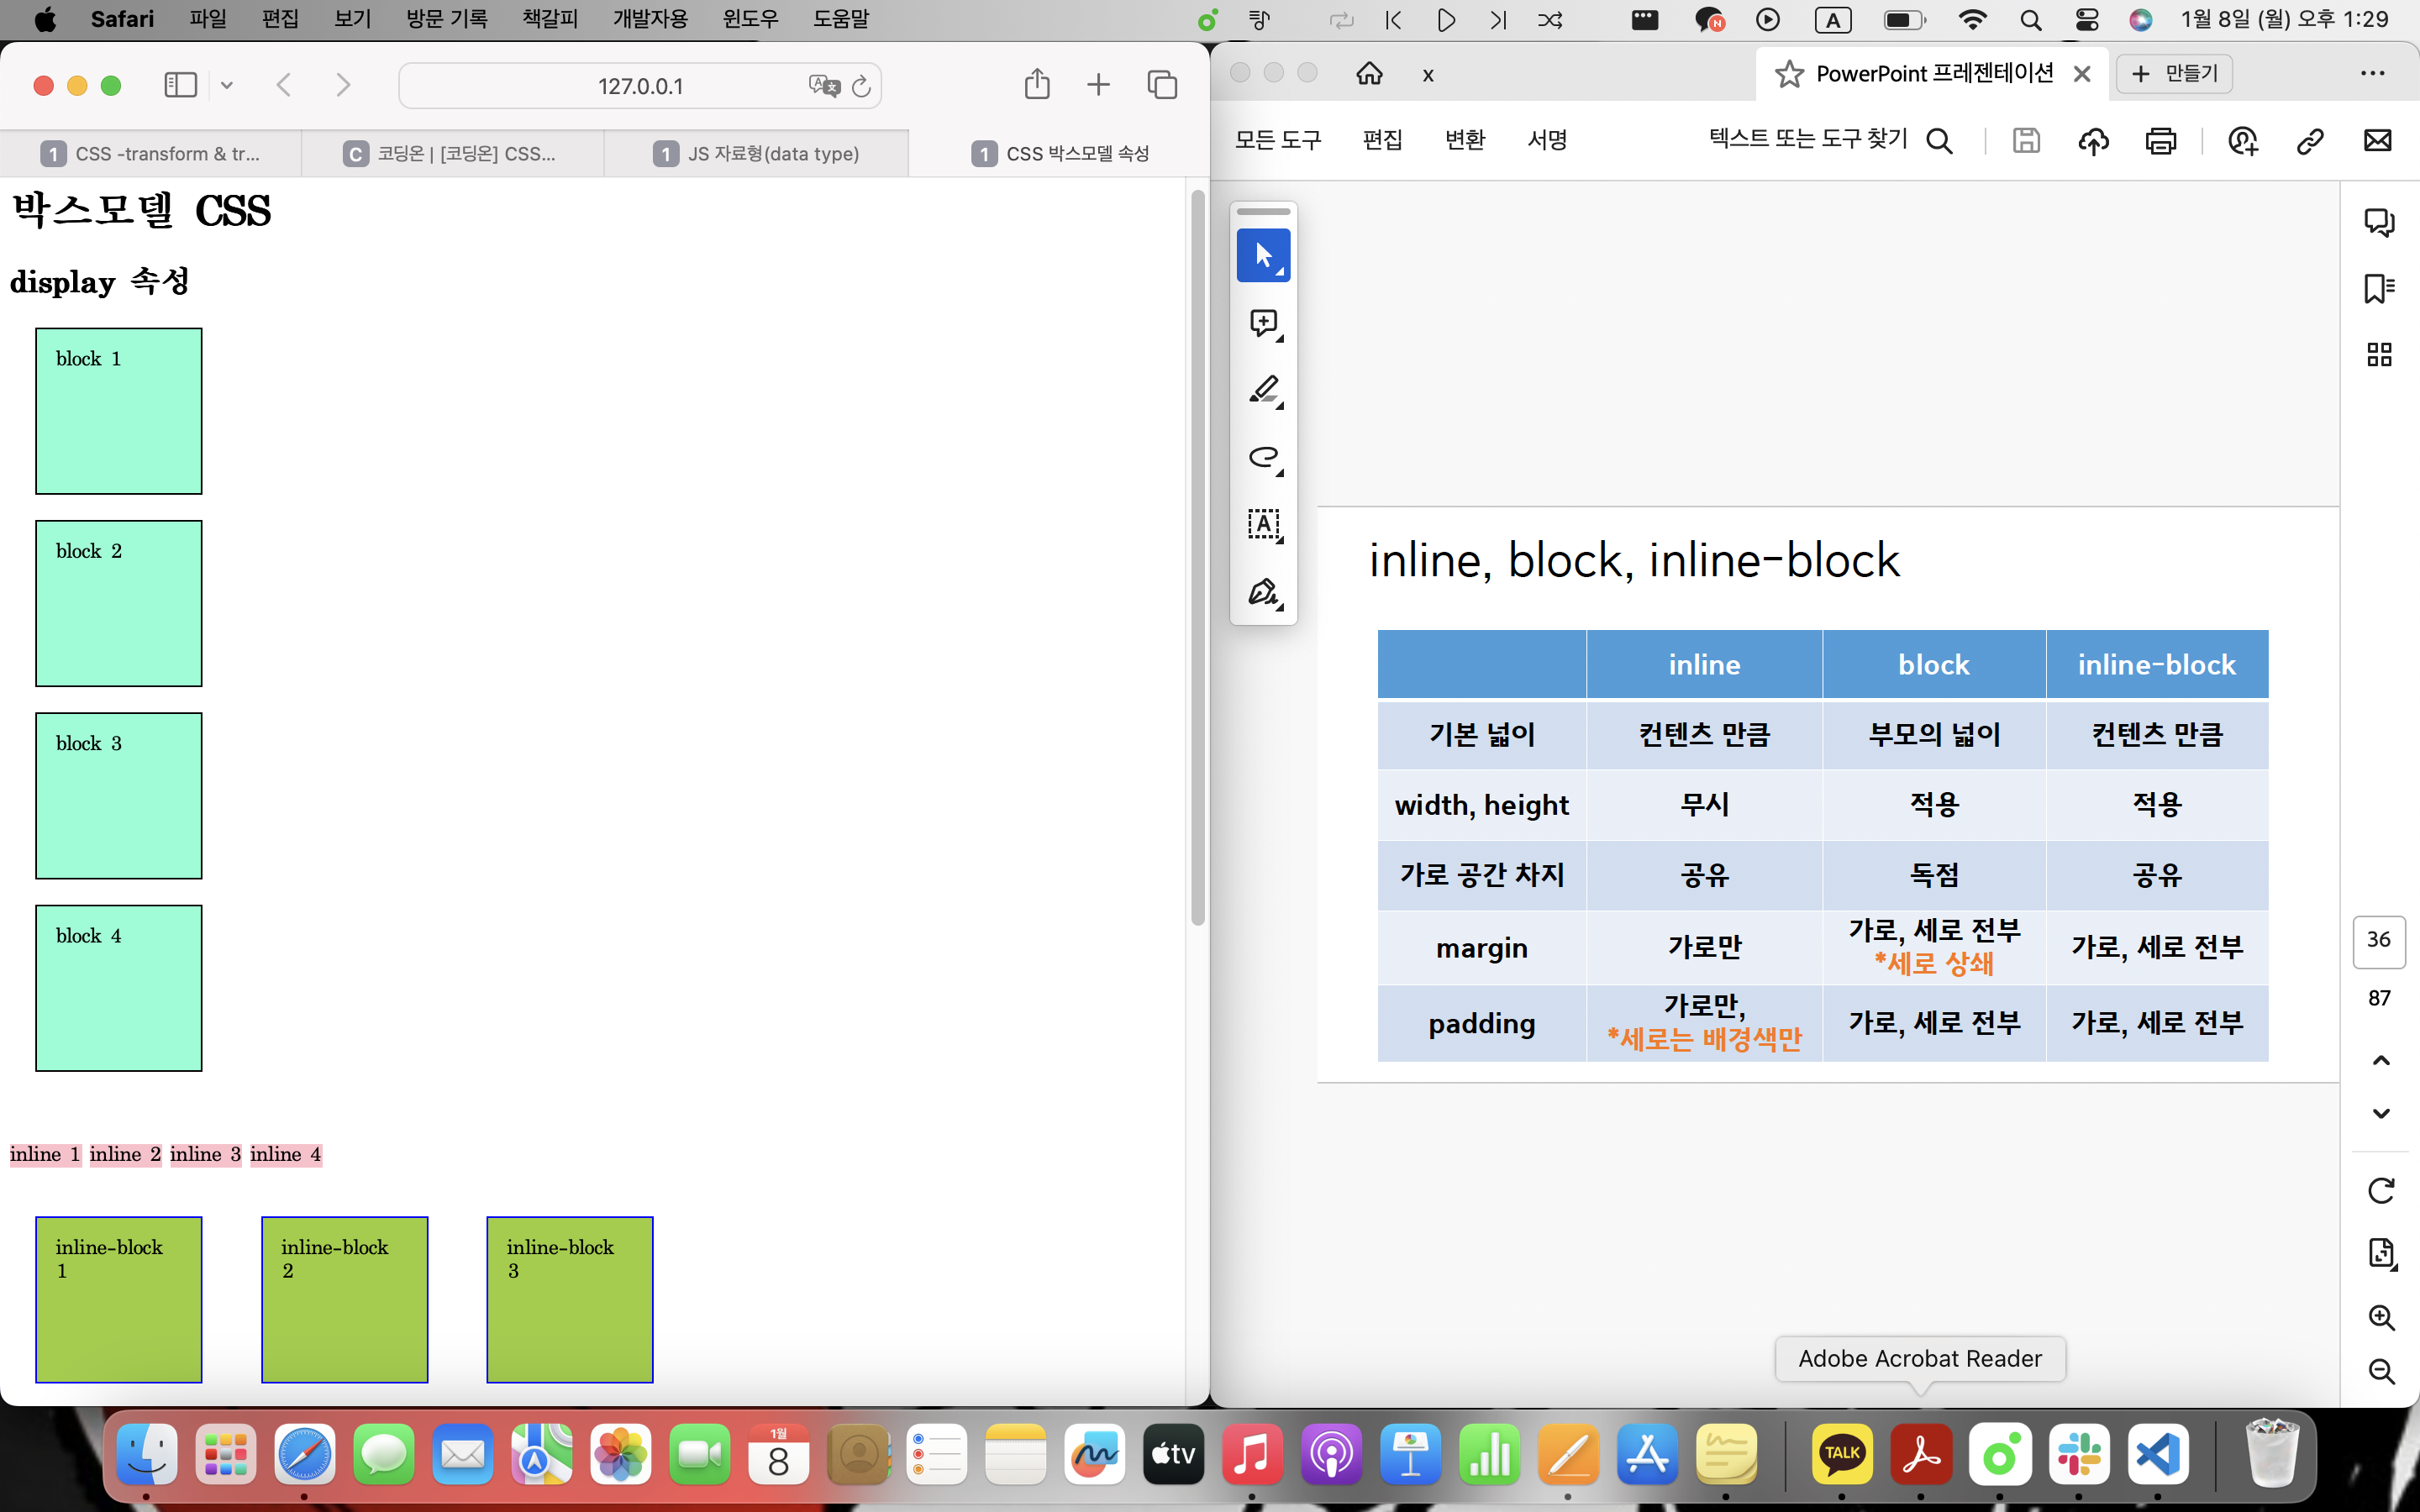 Safari 파일 편집 보기 방문 기록 책갈피 개발자용 윈도우 도움말
N
A
1월 8일 (월) 오후 1:29
127.0.0.1
1 CSS -transform & tr...
C 코딩온 | [코딩온] CSS...
1 JS 자료형(data type)
1 CSS 박스모델 속성
박스모델 CSS
display 속성
block 1
block 2
block 3
block 4
inline 1 inline 2 inline 3 inline 4
inline-block
1
inline-block
2
inline-block
3
x
PowerPoint 프레젠테이션
+ 만들기
모든 도구 편집 변환 서명
텍스트 또는 도구 찾기
A
inline, block, inline-block
inline block inline-block
기본 넓이 컨텐츠 만큼 부모의 넓이 컨텐츠 만큼
width, height 무시 적용 적용
가로 공간 차지 공유 독점 공유
margin 가로만 가로, 세로 전부
*세로 상쇄
가로, 세로 전부
padding 가로만,
*세로는 배경색만
가로, 세로 전부 가로, 세로 전부
36
87
Adobe Acrobat Reader
1월
8
tv
TALK